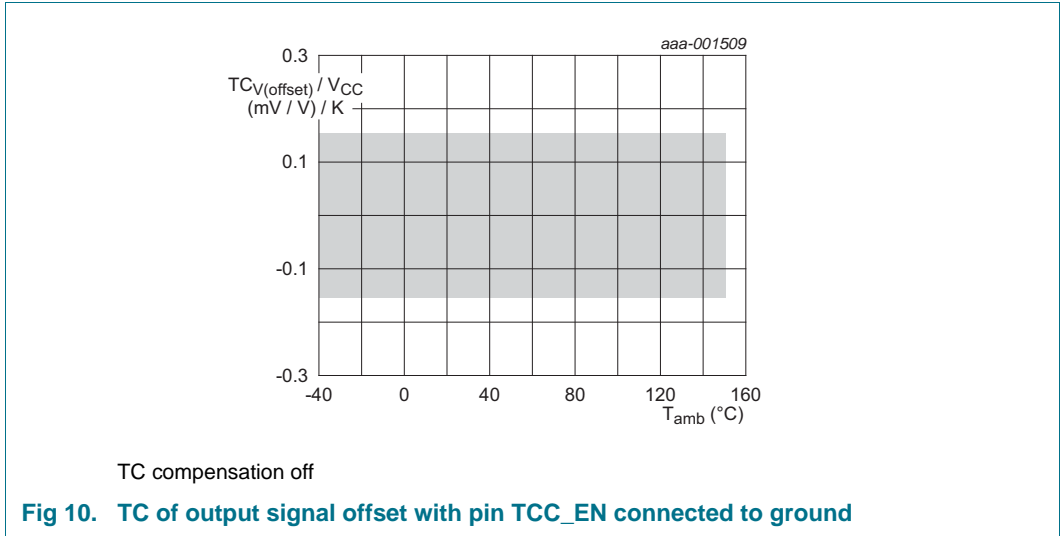 aaa-001509
0.3
TCV(offset) / VCC
(mV / V) / K
0.1
-0.1
-0.3
-40 0 40 80 120 160
Tamb (°C)
TC compensation off
Fig 10. TC of output signal offset with pin TCC_EN connected to ground